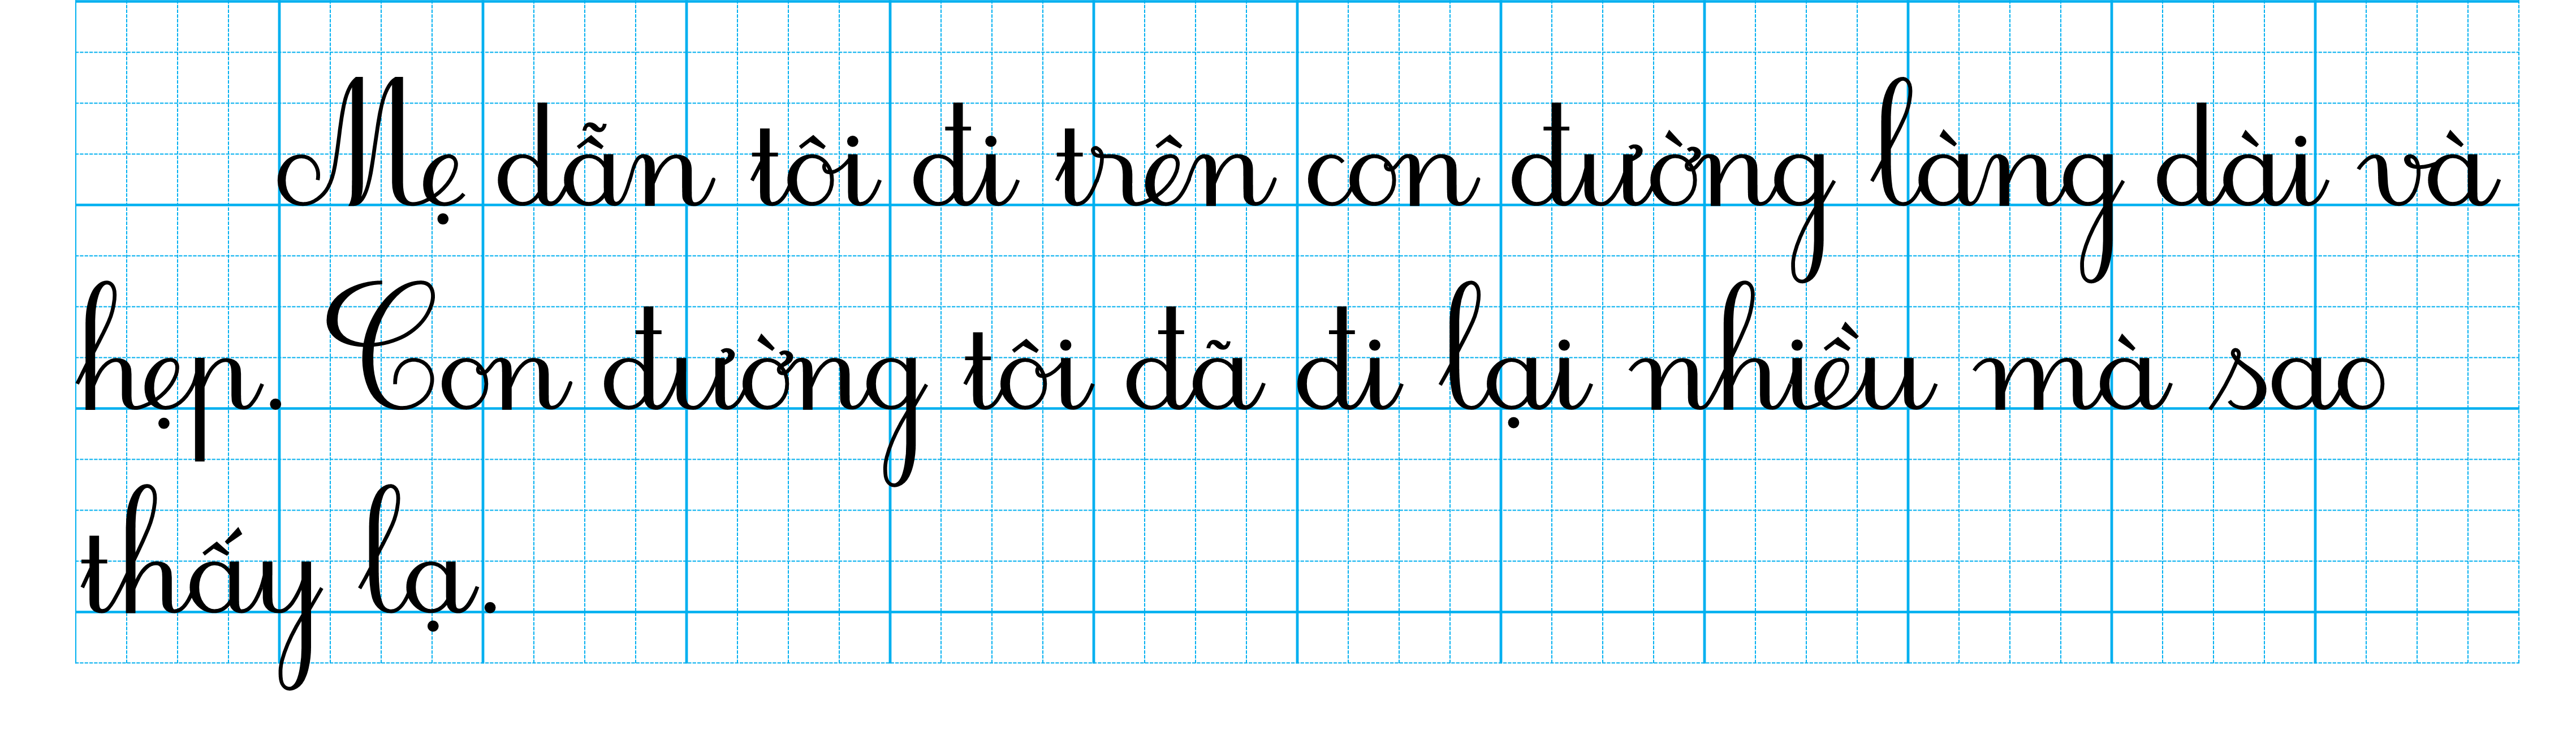 Mẹ dẫn tôi đi trên con đường làng dài và
hẹp. Con đường tôi đã đi lại nhiều mà sao
thấy lạ.